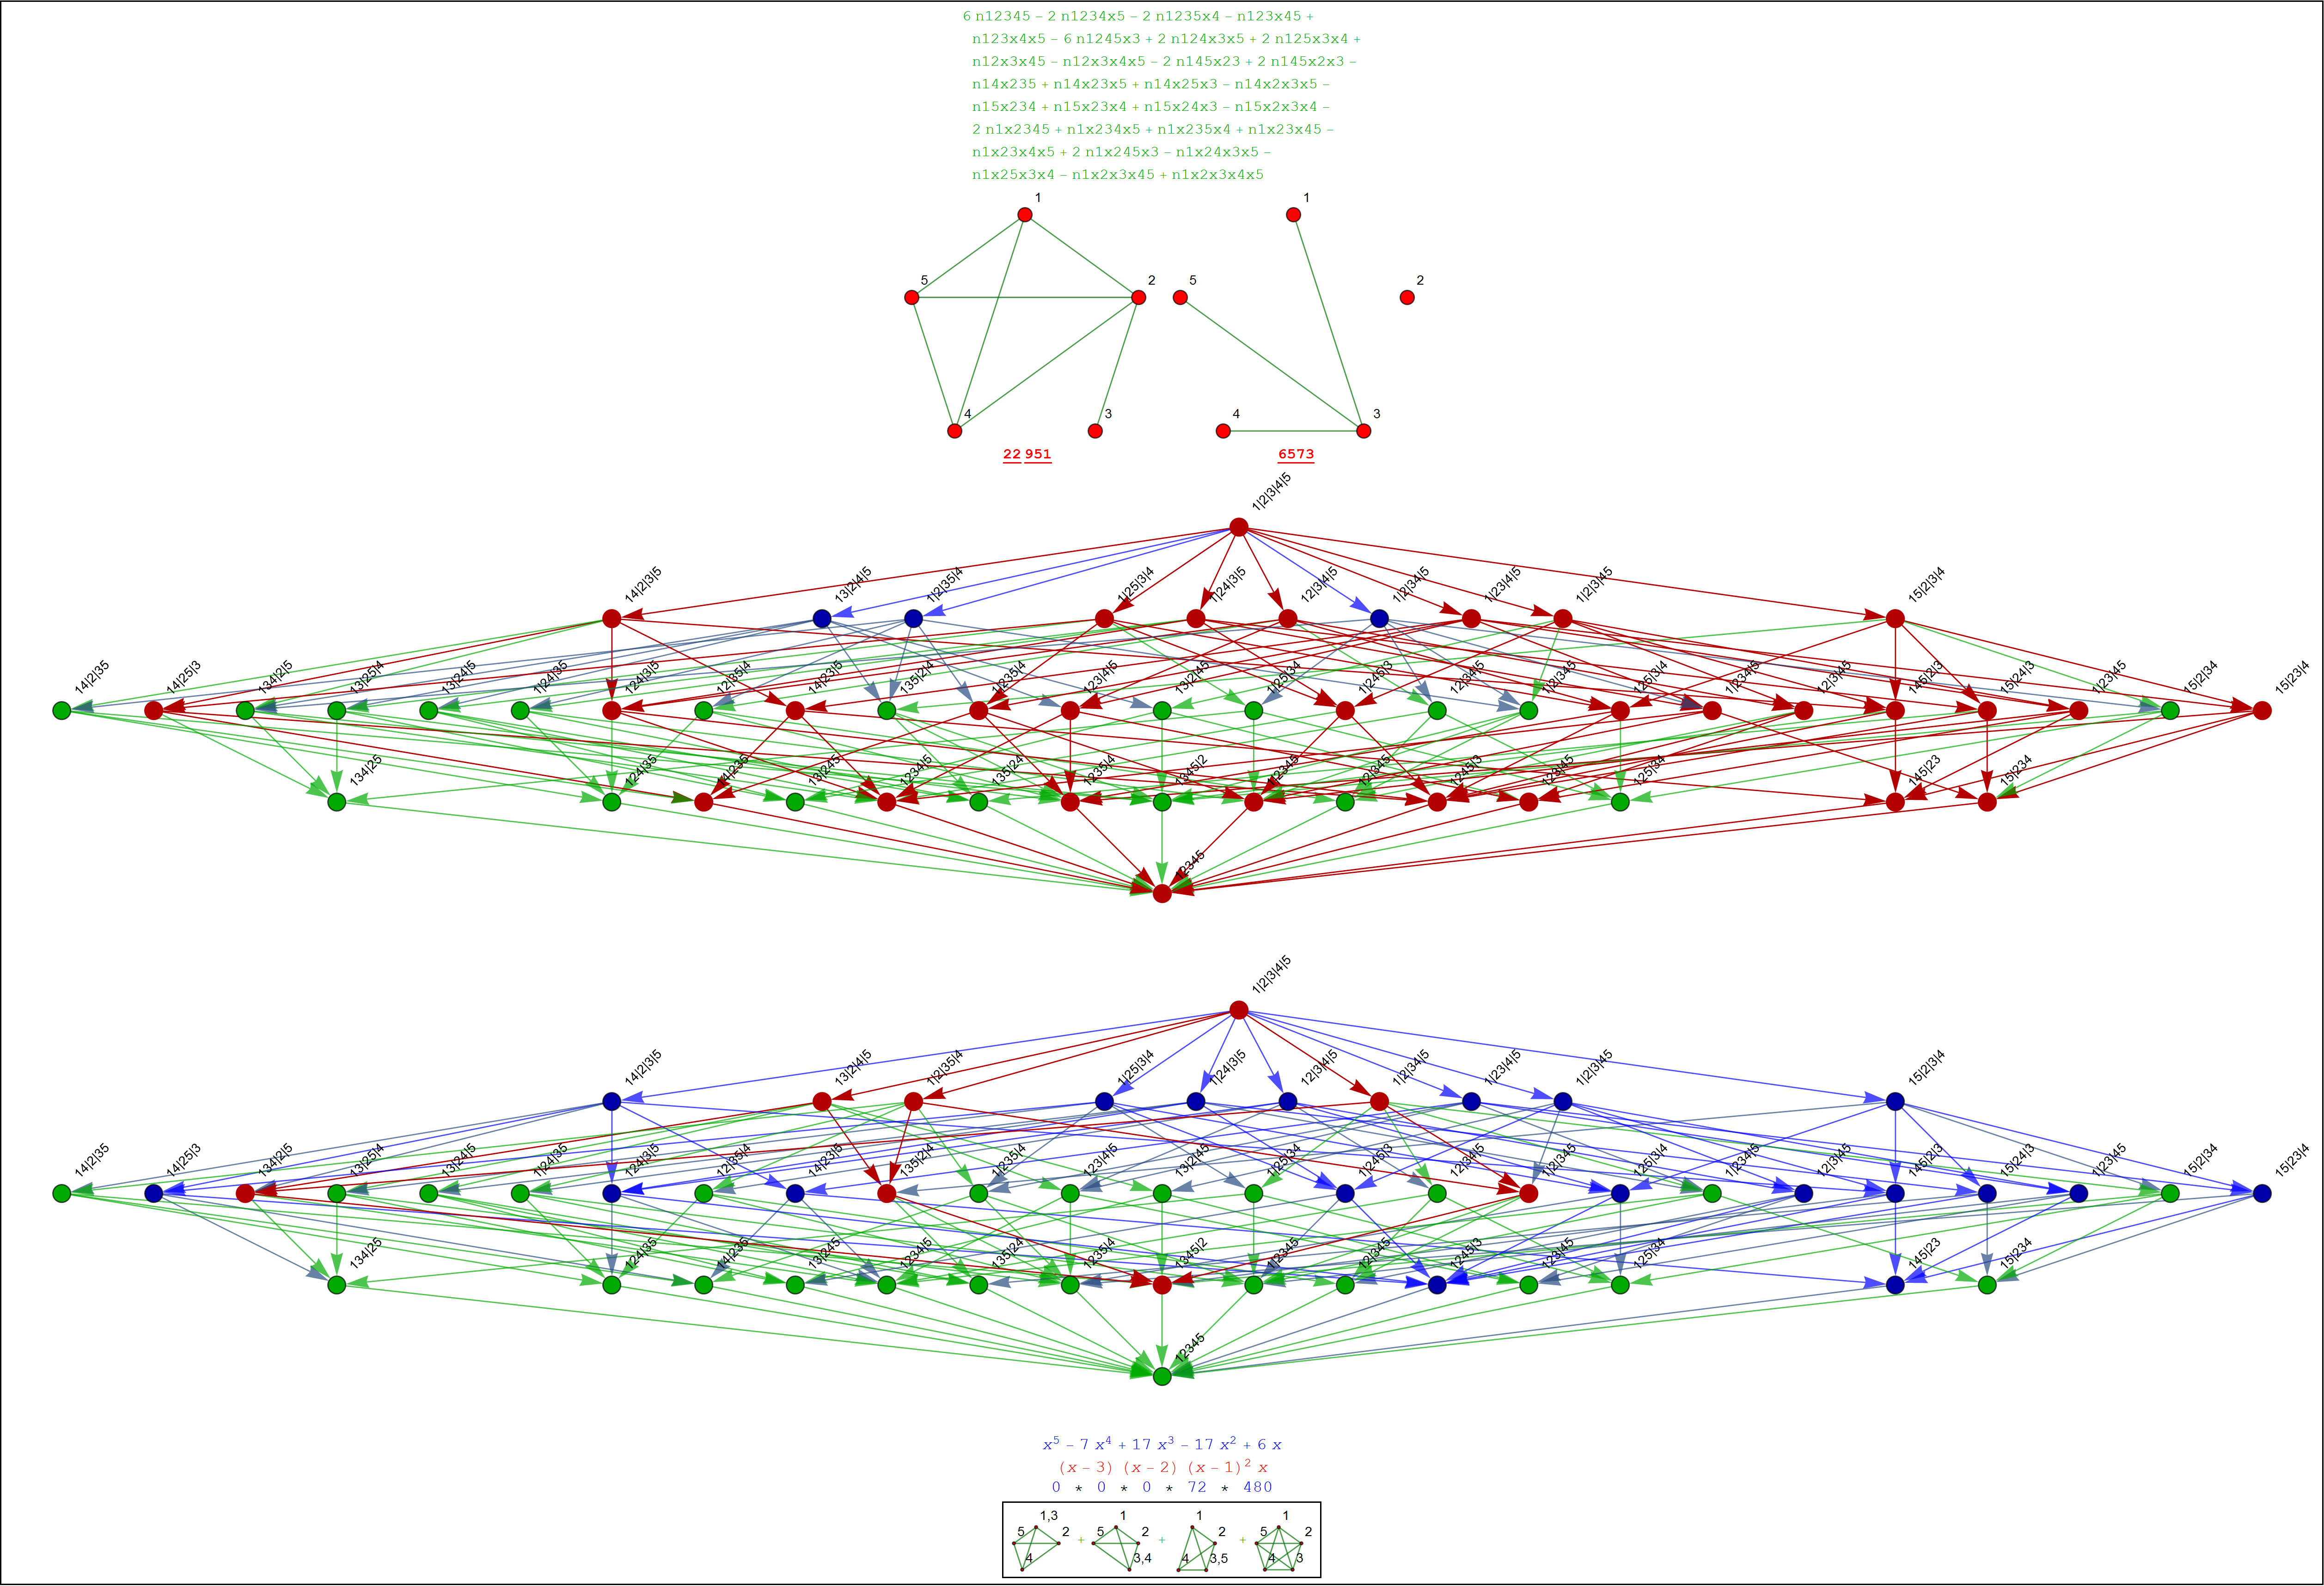 6 n12345 – 2 n1234x5 – 2 n1235x4 – n123x45 +
n123x4x5 – 6 n1245x3 + 2 n124x3x5 + 2 n125x3x4 +
n12x3x45 – n12x3x4x5 – 2 n145x23 + 2 n145x2x3 –
n14x235 + n14x23x5 + n14x25x3 – n14x2x3x5 –
n15x234 + n15x23x4 + n15x24x3 – n15x2x3x4 –
2 n1x2345 + n1x234x5 + n1x235x4 + n1x23x45 –
n1x23x4x5 + 2 n1x245x3 – n1x24x3x5 –
n1x25x3x4 – n1x2x3x45 + n1x2x3x4x5
1 1
5 2 5 2
4 3 4 3
22 951 6573
1|2|3|4|5
14|2|3|5 13|2|4|5 1|2|35|4 1|25|3|4 1|24|3|5 12|3|4|5 1|2|34|5 1|23|4|5 1|2|3|45 15|2|3|4
14|2|35 14|25|3 134|2|5 13|25|4 13|24|5 1|24|35 124|3|5 12|35|4 14|23|5 135|2|4 1|235|4 123|4|5 13|2|45 1|25|34 1|245|3 12|34|5 1|2|345 125|3|4 1|234|5 12|3|45 145|2|3 15|24|3 1|23|45 15|2|34 15|23|4
134|25 124|35 14|235 13|245 1234|5 135|24 1235|4 1345|2 1|2345 12|345 1245|3 123|45 125|34 145|23 15|234
12345
1|2|3|4|5
14|2|3|5 13|2|4|5 1|2|35|4 1|25|3|4 1|24|3|5 12|3|4|5 1|2|34|5 1|23|4|5 1|2|3|45 15|2|3|4
14|2|35 14|25|3 134|2|5 13|25|4 13|24|5 1|24|35 124|3|5 12|35|4 14|23|5 135|2|4 1|235|4 123|4|5 13|2|45 1|25|34 1|245|3 12|34|5 1|2|345 125|3|4 1|234|5 12|3|45 145|2|3 15|24|3 1|23|45 15|2|34 15|23|4
134|25 124|35 14|235 13|245 1234|5 135|24 1235|4 1345|2 1|2345 12|345 1245|3 123|45 125|34 145|23 15|234
12345
x⁵ – 7 x⁴ + 17 x³ – 17 x² + 6 x
(x – 3) (x – 2) (x – 1)² x
0 * 0 * 0 * 72 * 480
1,3 1 1 1
5 2 + 5 2 + 2 + 5 2
4 3,4 4 3,5 4 3